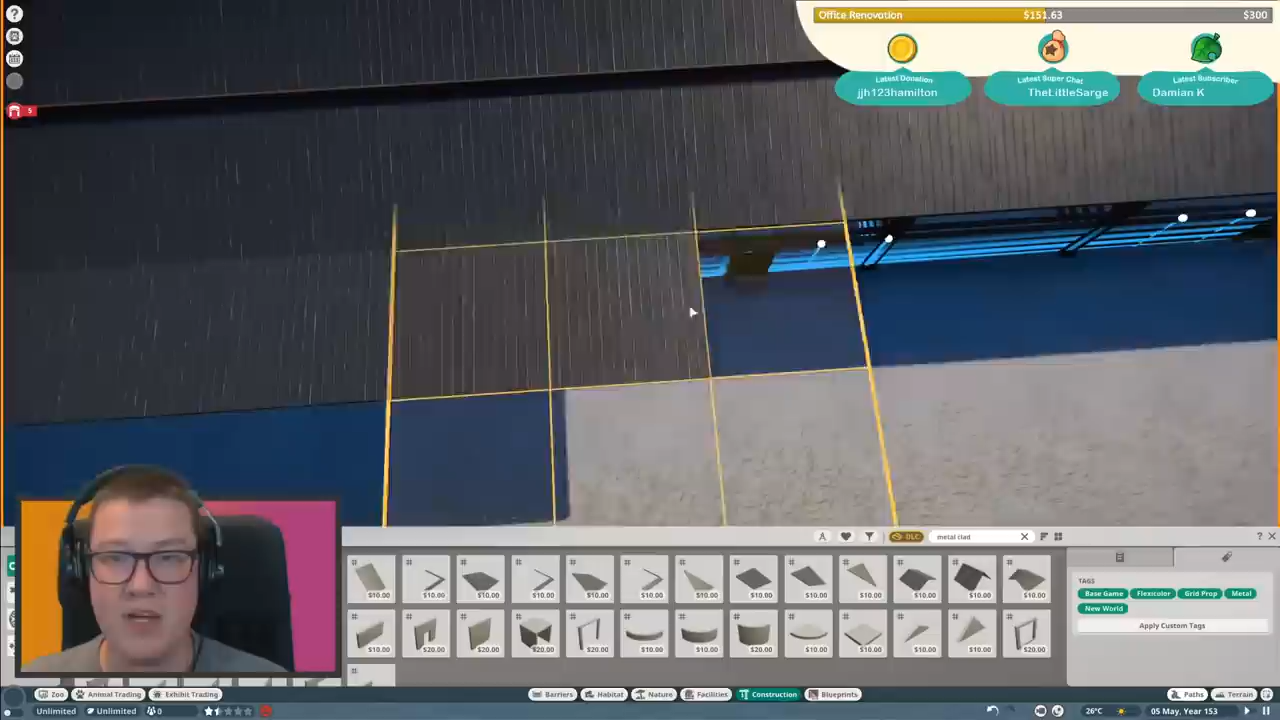 ?
Office Renovation $151.63 $300
Latest Donation
jjh123hamilton
Latest Super Chat
TheLittleSarge
Latest Subscriber
Damian K
5
DLC metal clad ? X
# # # # # # # # # # # # #
$10.00 $10.00 $10.00 $10.00 $10.00 $10.00 $10.00 $10.00 $10.00 $10.00 $10.00 $10.00 $10.00
# # # # # # # # # # # # #
$10.00 $20.00 $20.00 $20.00 $20.00 $10.00 $10.00 $20.00 $10.00 $10.00 $10.00 $10.00 $10.00
#
TAGS
Base Game Flexicolor Grid Prop Metal
New World
Apply Custom Tags
Zoo Animal Trading Exhibit Trading Barriers Habitat Nature Facilities Construction Blueprints Paths Terrain
Unlimited Unlimited 0 26°C 05 May, Year 153